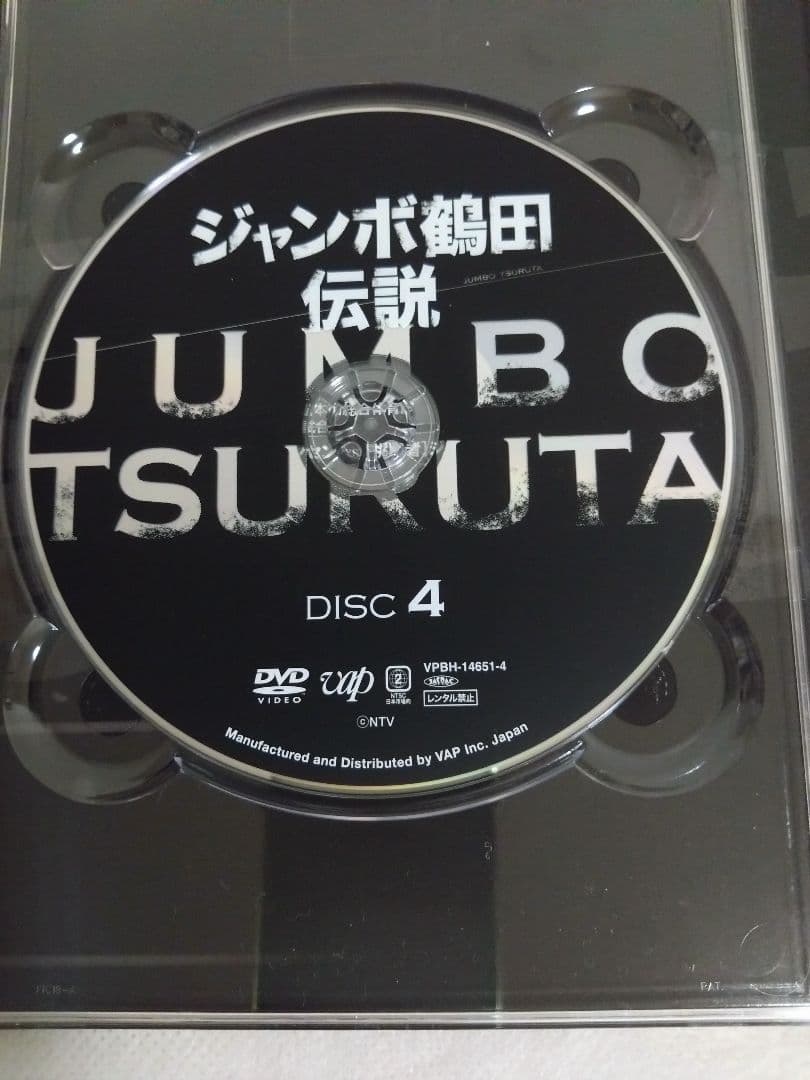 ジャンボ鶴田
伝説
JUMBO TSURUTA
JUMBO
TSURUTA
DISC 4
DVD
VIDEO
vap
2
NTSC
日本市場向
VPBH-14651-4
レンタル禁止
©NTV
Manufactured and Distributed by VAP Inc. Japan
PAT.